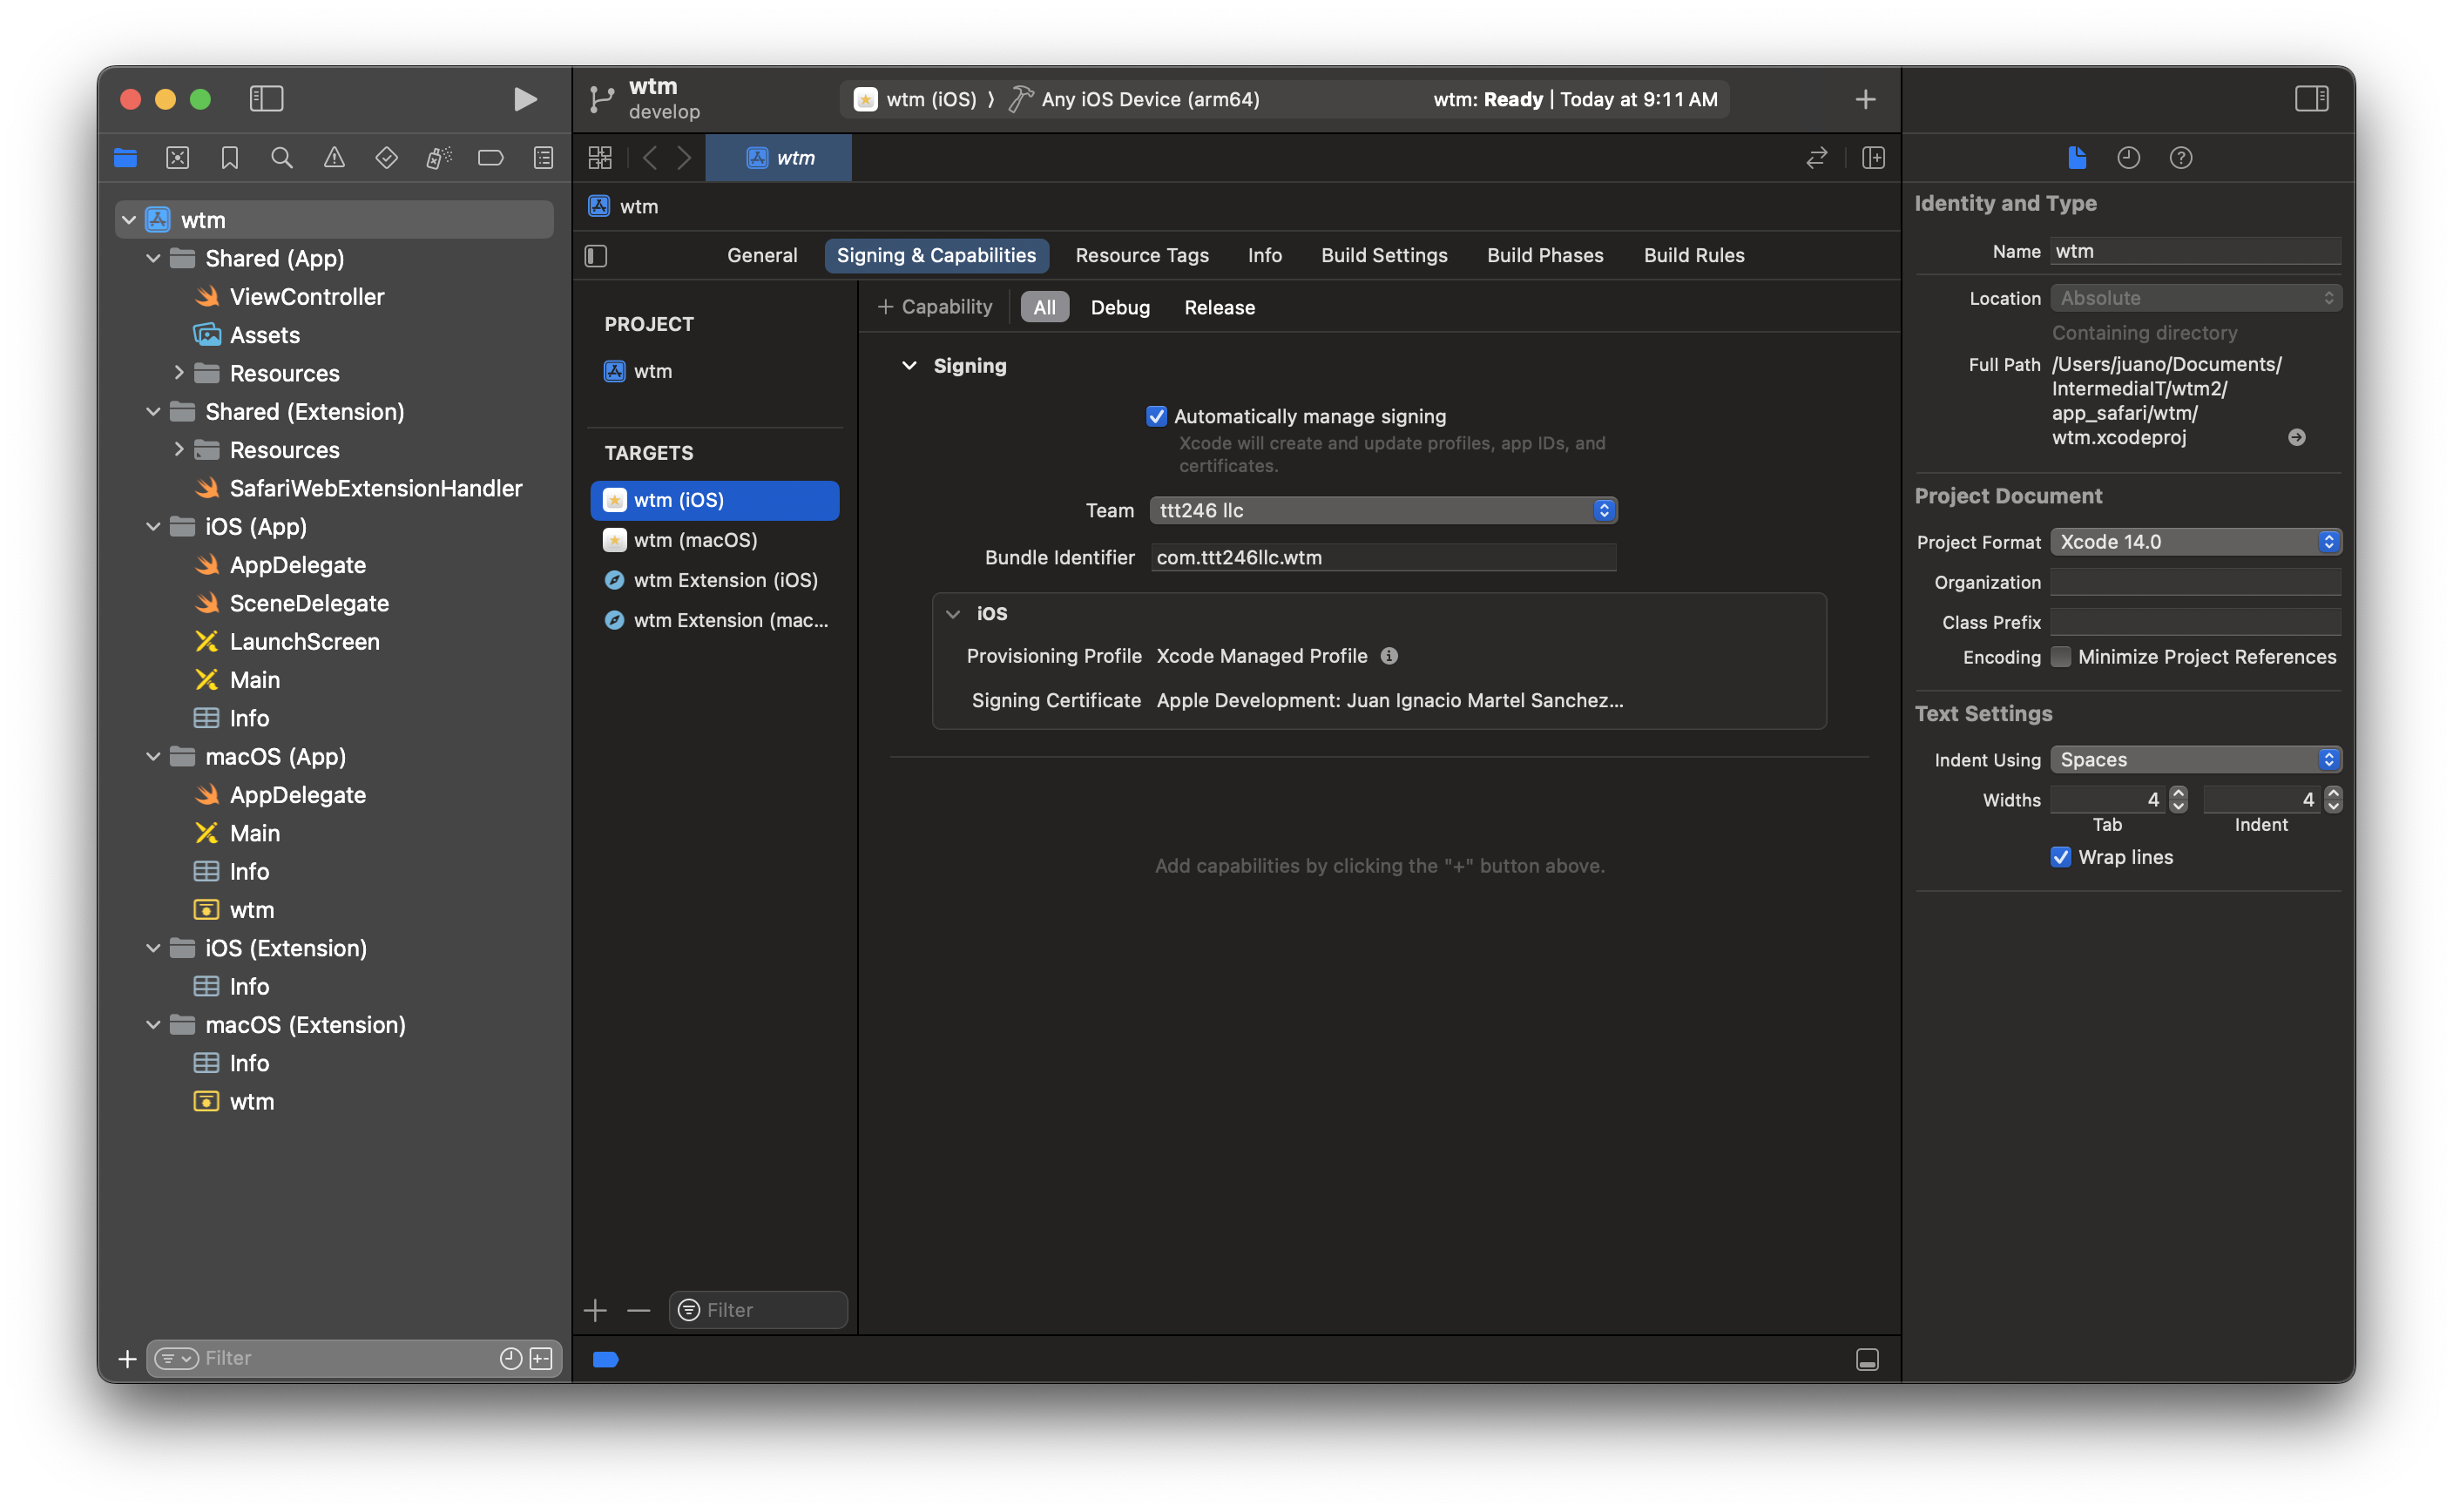 wtm
develop
wtm (iOS) ⟩ Any iOS Device (arm64)
wtm: Ready | Today at 9:11 AM
wtm
wtm
wtm
Shared (App)
ViewController
Assets
Resources
Shared (Extension)
Resources
SafariWebExtensionHandler
iOS (App)
AppDelegate
SceneDelegate
LaunchScreen
Main
Info
macOS (App)
AppDelegate
Main
Info
wtm
iOS (Extension)
Info
macOS (Extension)
Info
wtm
Filter
General
Signing & Capabilities
Resource Tags
Info
Build Settings
Build Phases
Build Rules
PROJECT
wtm
TARGETS
wtm (iOS)
wtm (macOS)
wtm Extension (iOS)
wtm Extension (mac...
Filter
+ Capability
All
Debug
Release
Signing
Automatically manage signing
Xcode will create and update profiles, app IDs, and
certificates.
Team ttt246 llc
Bundle Identifier com.ttt246llc.wtm
iOS
Provisioning Profile Xcode Managed Profile
Signing Certificate Apple Development: Juan Ignacio Martel Sanchez...
Add capabilities by clicking the "+" button above.
Identity and Type
Name wtm
Location Absolute
Containing directory
Full Path /Users/juano/Documents/
IntermediaIT/wtm2/
app_safari/wtm/
wtm.xcodeproj
Project Document
Project Format Xcode 14.0
Organization
Class Prefix
Encoding Minimize Project References
Text Settings
Indent Using Spaces
Widths 4 4
Tab Indent
Wrap lines